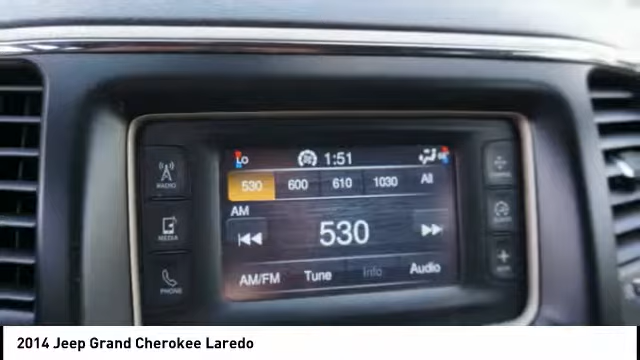 Lo 1:51
530 600 610 1030 All
AM
530
AM/FM Tune Info Audio
RADIO
MEDIA
PHONE
2014 Jeep Grand Cherokee Laredo